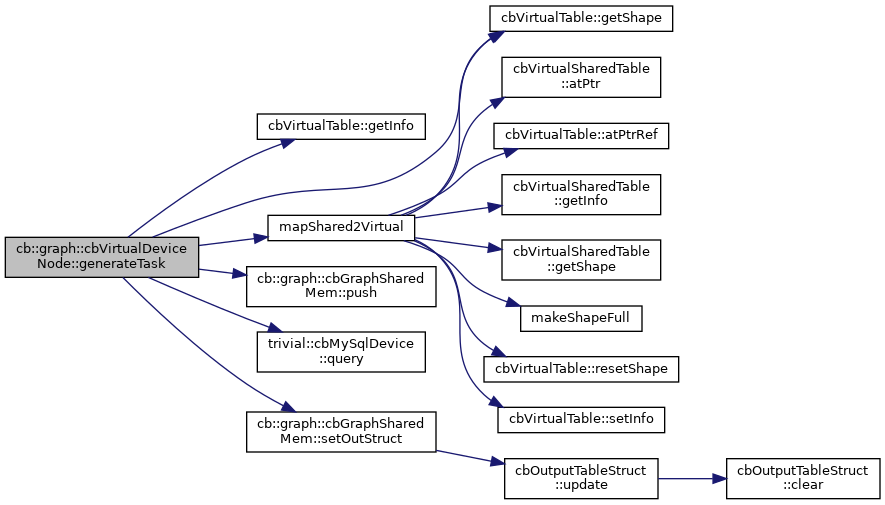 cb::graph::cbVirtualDevice
Node::generateTask
cbVirtualTable::getInfo
mapShared2Virtual
cb::graph::cbGraphShared
Mem::push
trivial::cbMySqlDevice
::query
cb::graph::cbGraphShared
Mem::setOutStruct
cbVirtualTable::getShape
cbVirtualSharedTable
::atPtr
cbVirtualTable::atPtrRef
cbVirtualSharedTable
::getInfo
cbVirtualSharedTable
::getShape
makeShapeFull
cbVirtualTable::resetShape
cbVirtualTable::setInfo
cbOutputTableStruct
::update
cbOutputTableStruct
::clear